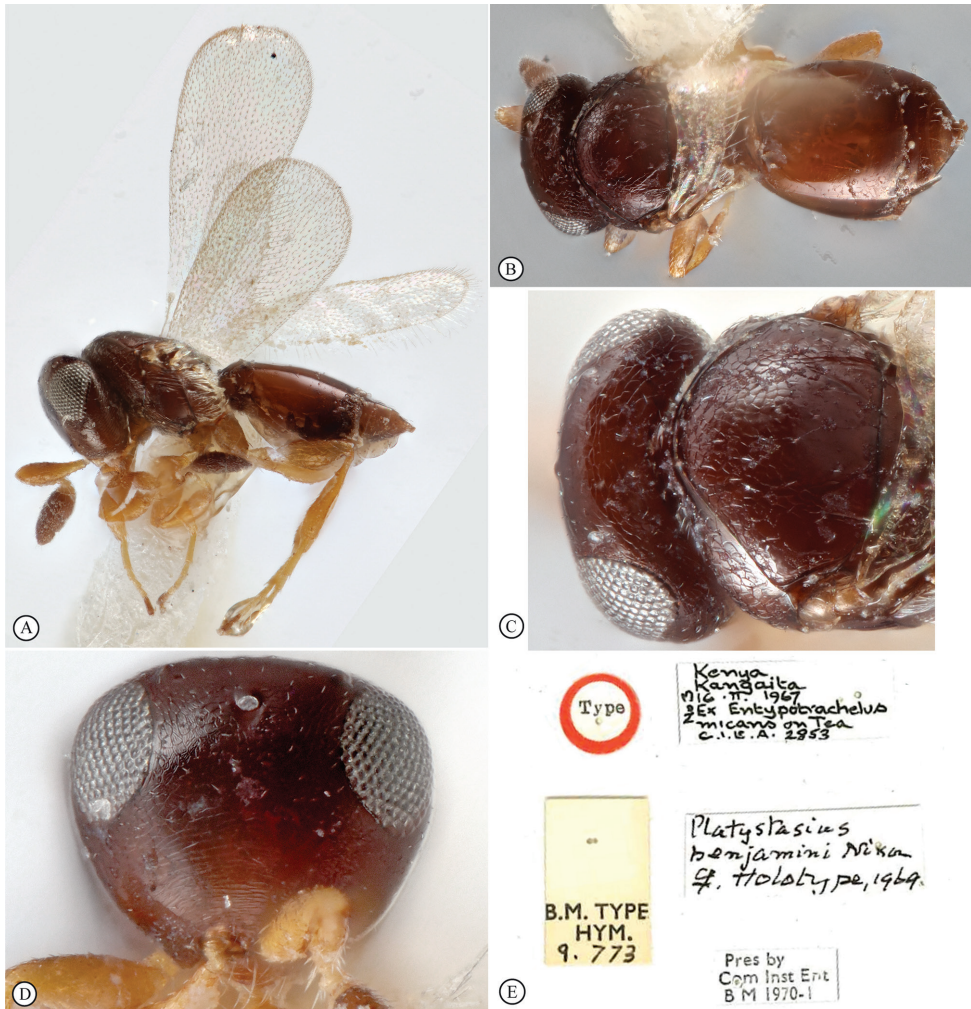 A
B
C
D
Type
Kenya
Kangaita
16 . II. 1967
Ex Entypotrachelus
micans on Tea
C.I.E.A. 2853
B.M. TYPE
HYM.
9. 773
Platystasius
benjamini Nixon
♀. Holotype, 1969.
Pres by
Com Inst Ent
B M 1970-1
E